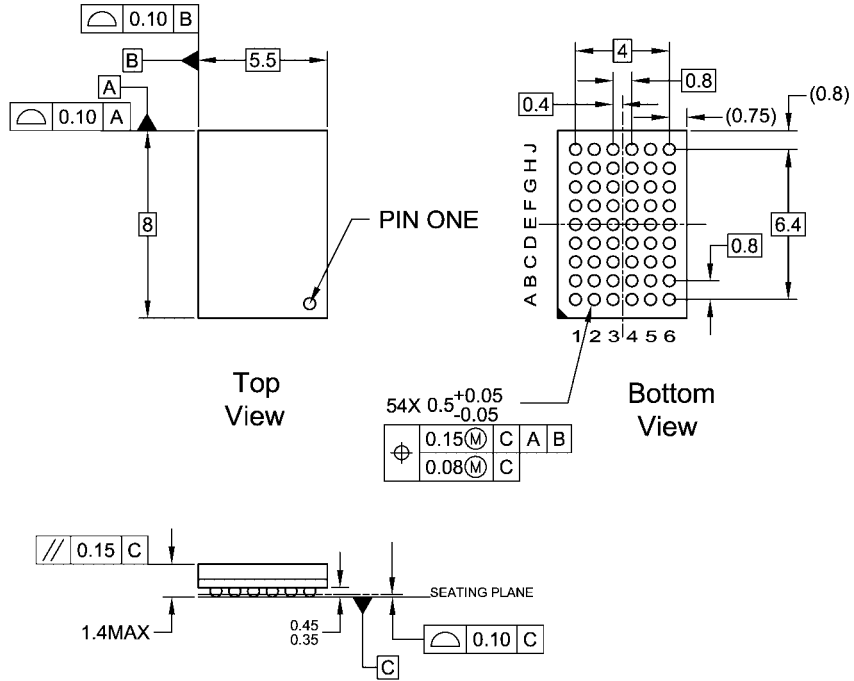 0.10 B
B 5.5
A
0.10 A
8
PIN ONE
Top
View
4
0.8
0.4
(0.75)
(0.8)
J
H
G
F
E
D
C
B
A
6.4
0.8
1 2 3 4 5 6
Bottom
View
54X 0.5 +0.05
-0.05
0.15Ⓜ C A B
0.08Ⓜ C
// 0.15 C
1.4MAX
0.45
0.35
SEATING PLANE
0.10 C
C